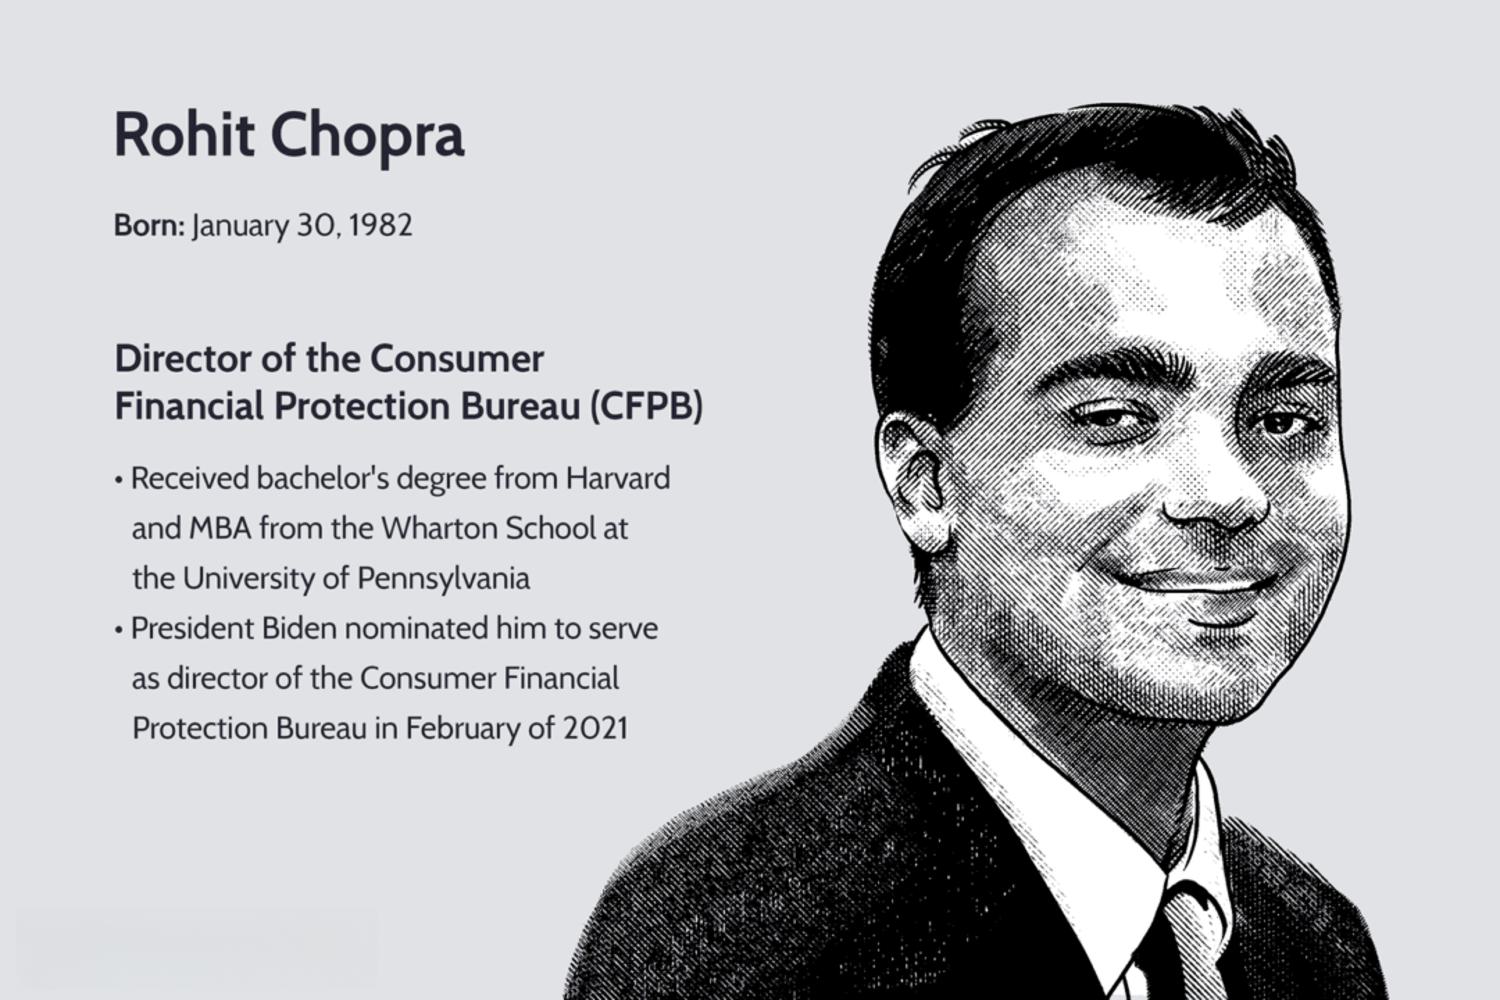 Rohit Chopra
Born: January 30, 1982
Director of the Consumer
Financial Protection Bureau (CFPB)
• Received bachelor's degree from Harvard
and MBA from the Wharton School at
the University of Pennsylvania
• President Biden nominated him to serve
as director of the Consumer Financial
Protection Bureau in February of 2021